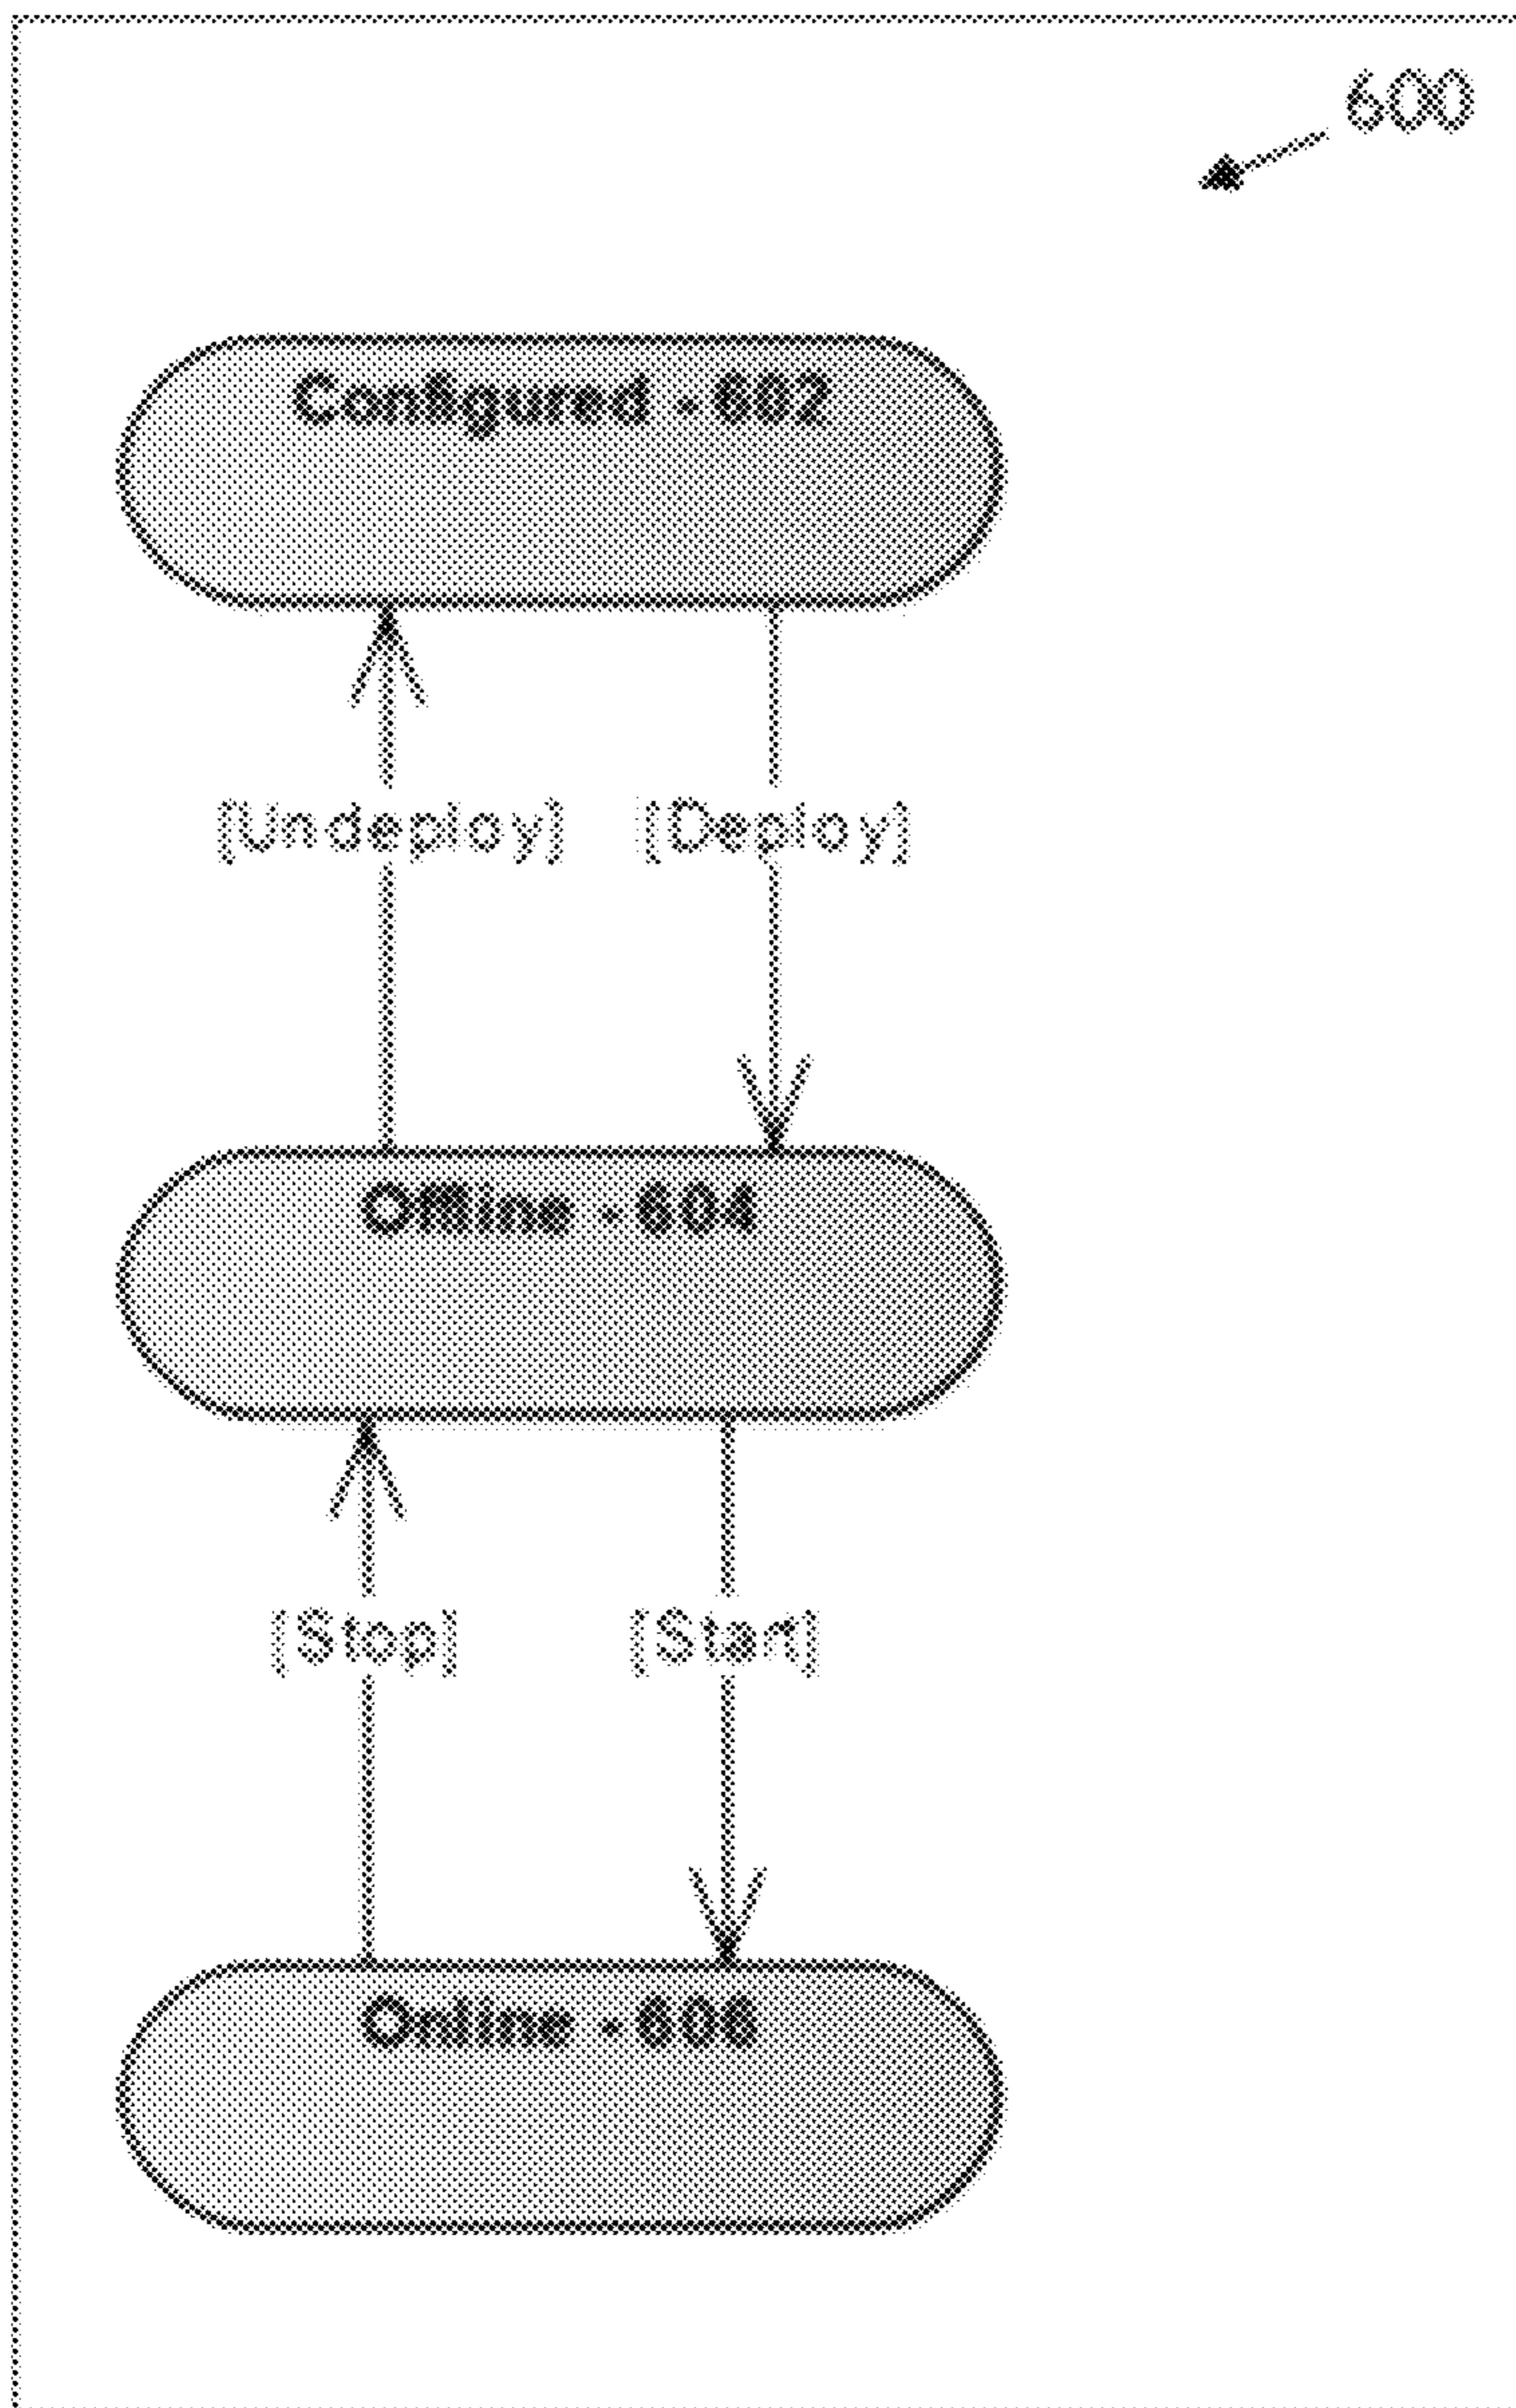 600
Configured - 602
[Undeploy] [Deploy]
Offline - 604
[Stop] [Start]
Online - 606